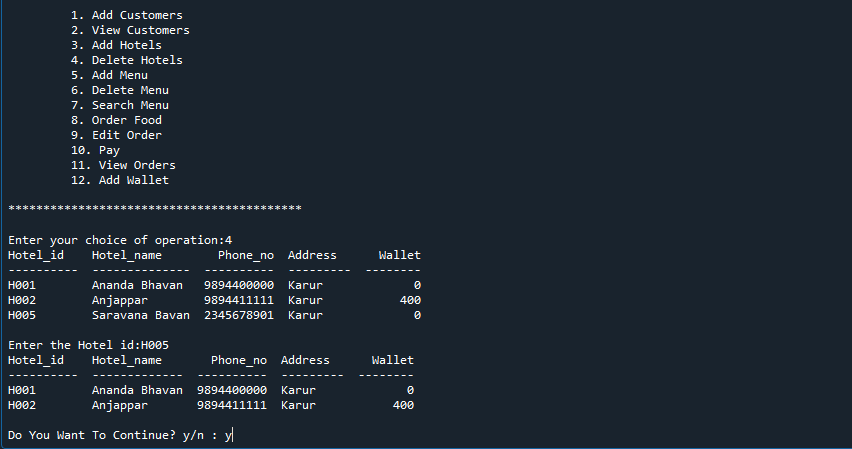 1. Add Customers
2. View Customers
3. Add Hotels
4. Delete Hotels
5. Add Menu
6. Delete Menu
7. Search Menu
8. Order Food
9. Edit Order
10. Pay
11. View Orders
12. Add Wallet
******************************************
Enter your choice of operation:4
Hotel_id    Hotel_name        Phone_no  Address      Wallet
----------  --------------  ----------  ---------  --------
H001        Ananda Bhavan   9894400000  Karur             0
H002        Anjappar        9894411111  Karur           400
H005        Saravana Bavan  2345678901  Karur             0
Enter the Hotel id:H005
Hotel_id    Hotel_name       Phone_no  Address      Wallet
----------  -------------  ----------  ---------  --------
H001        Ananda Bhavan  9894400000  Karur             0
H002        Anjappar       9894411111  Karur           400
Do You Want To Continue? y/n : y